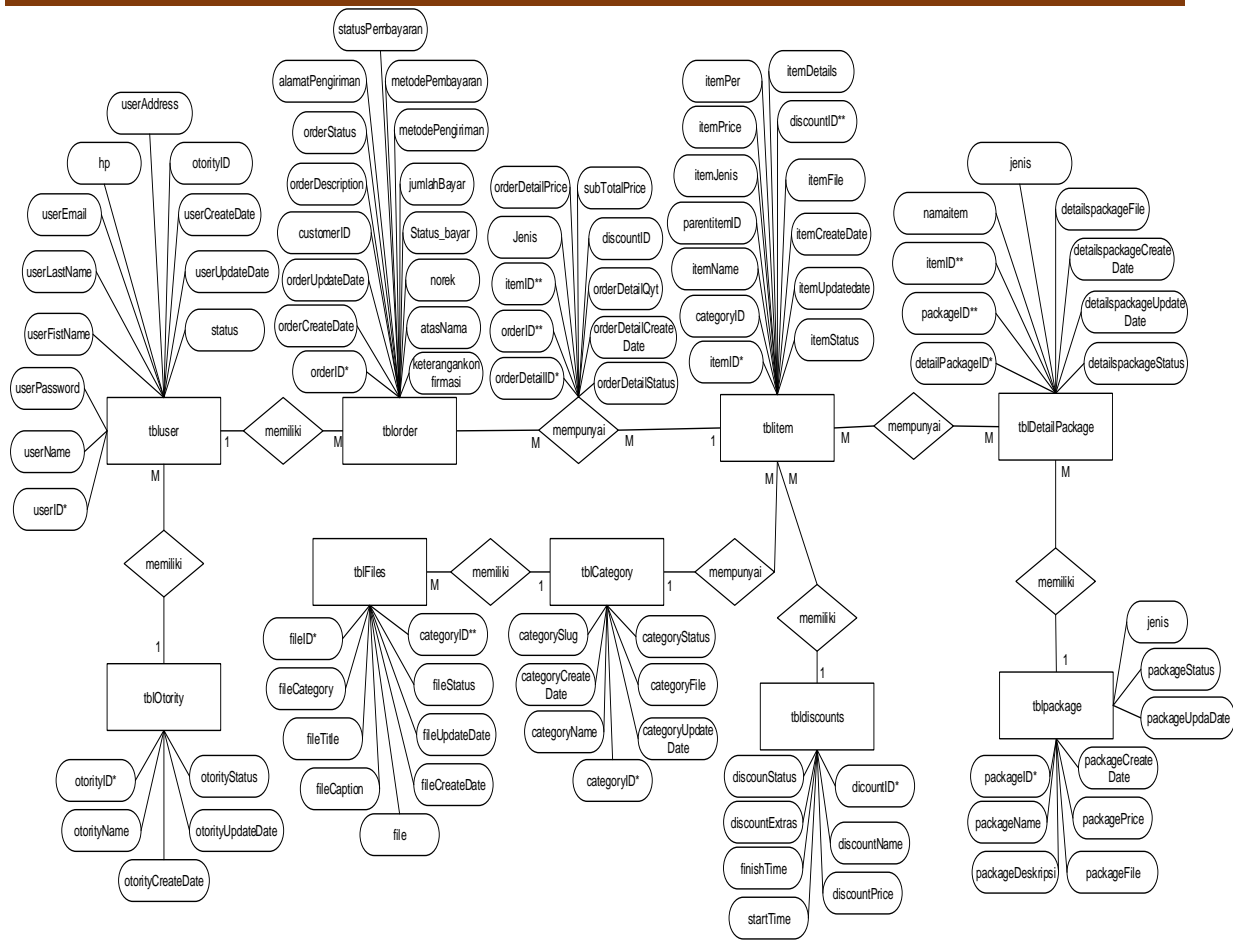 statusPembayaran
alamatPengiriman
metodePembayaran
orderStatus
metodePengiriman
orderDescription
jumlahBayar
customerID
Status_bayar
orderUpdateDate
norek
orderCreateDate
atasNama
orderID*
keterangankon
firmasi
userAddress
hp
otorityID
userEmail
userCreateDate
userLastName
userUpdateDate
userFistName
status
userPassword
userName
userID*
orderDetailPrice
subTotalPrice
Jenis
discountID
itemID**
orderDetailQyt
orderID**
orderDetailCreate
Date
orderDetailID*
orderDetailStatus
itemPer
itemDetails
itemPrice
discountID**
itemJenis
itemFile
parentitemID
itemCreateDate
itemName
itemUpdatedate
categoryID
itemStatus
itemID*
jenis
namaitem
detailspackageFile
itemID**
detailspackageCreate
Date
packageID**
detailspackageUpdate
Date
detailPackageID*
detailspackageStatus
tbluser
1
memiliki
M
tblorder
M
mempunyai
M
1
tblitem
M
mempunyai
M
tblDetailPackage
M
memiliki
1
tblOtority
otorityID*
otorityStatus
otorityName
otorityUpdateDate
otorityCreateDate
tblFiles
M
memiliki
1
tblCategory
1
mempunyai
M
M
memiliki
1
tbldiscounts
fileID*
categoryID**
fileCategory
fileStatus
fileTitle
fileUpdateDate
fileCaption
fileCreateDate
file
categorySlug
categoryStatus
categoryCreate
Date
categoryFile
categoryName
categoryUpdate
Date
categoryID*
discounStatus
dicountID*
discountExtras
discountName
finishTime
discountPrice
startTime
M
memiliki
1
tblpackage
jenis
packageStatus
packageUpdaDate
packageID*
packageCreate
Date
packageName
packagePrice
packageDeskripsi
packageFile